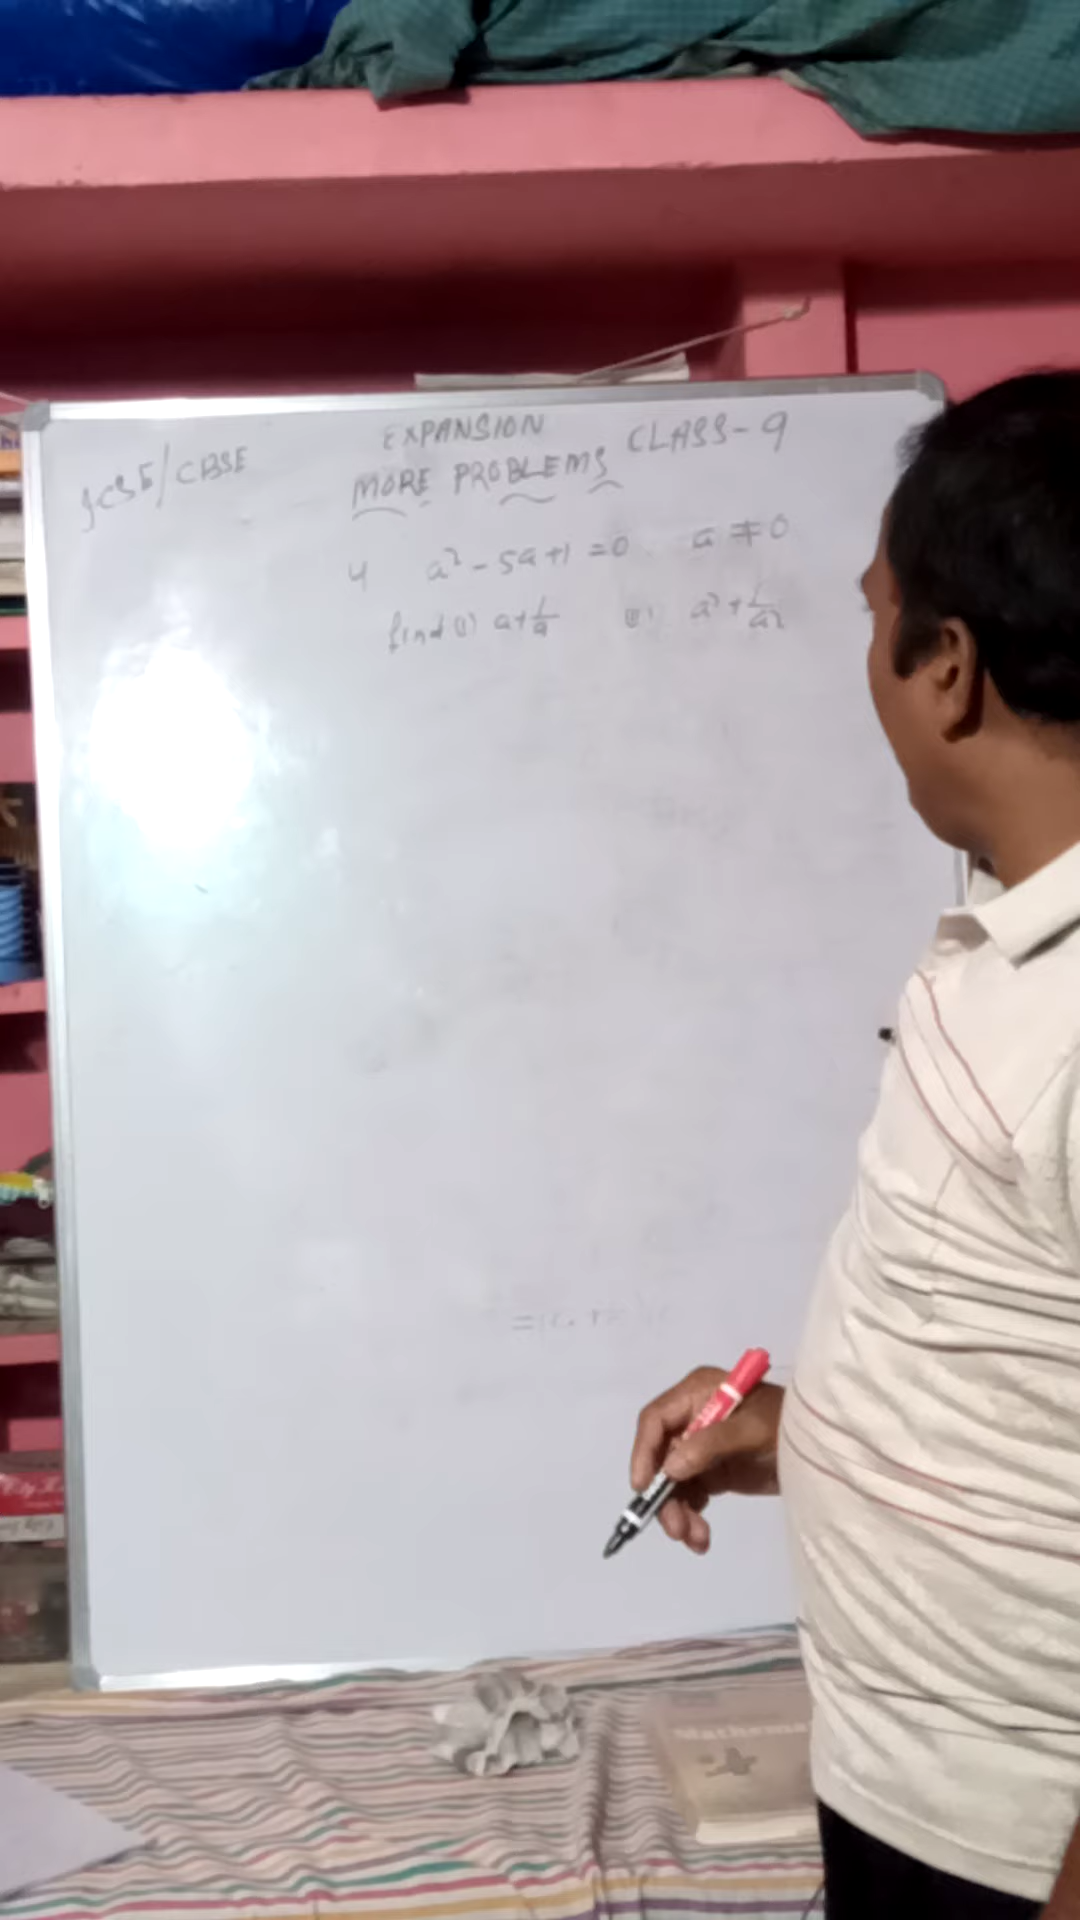 ICSE/CBSE
EXPANSION
MORE PROBLEMS CLASS-9
4 a² - 5a + 1 = 0. a ≠ 0
find (i) a + 1/a (ii) a² + 1/a²
Mathema